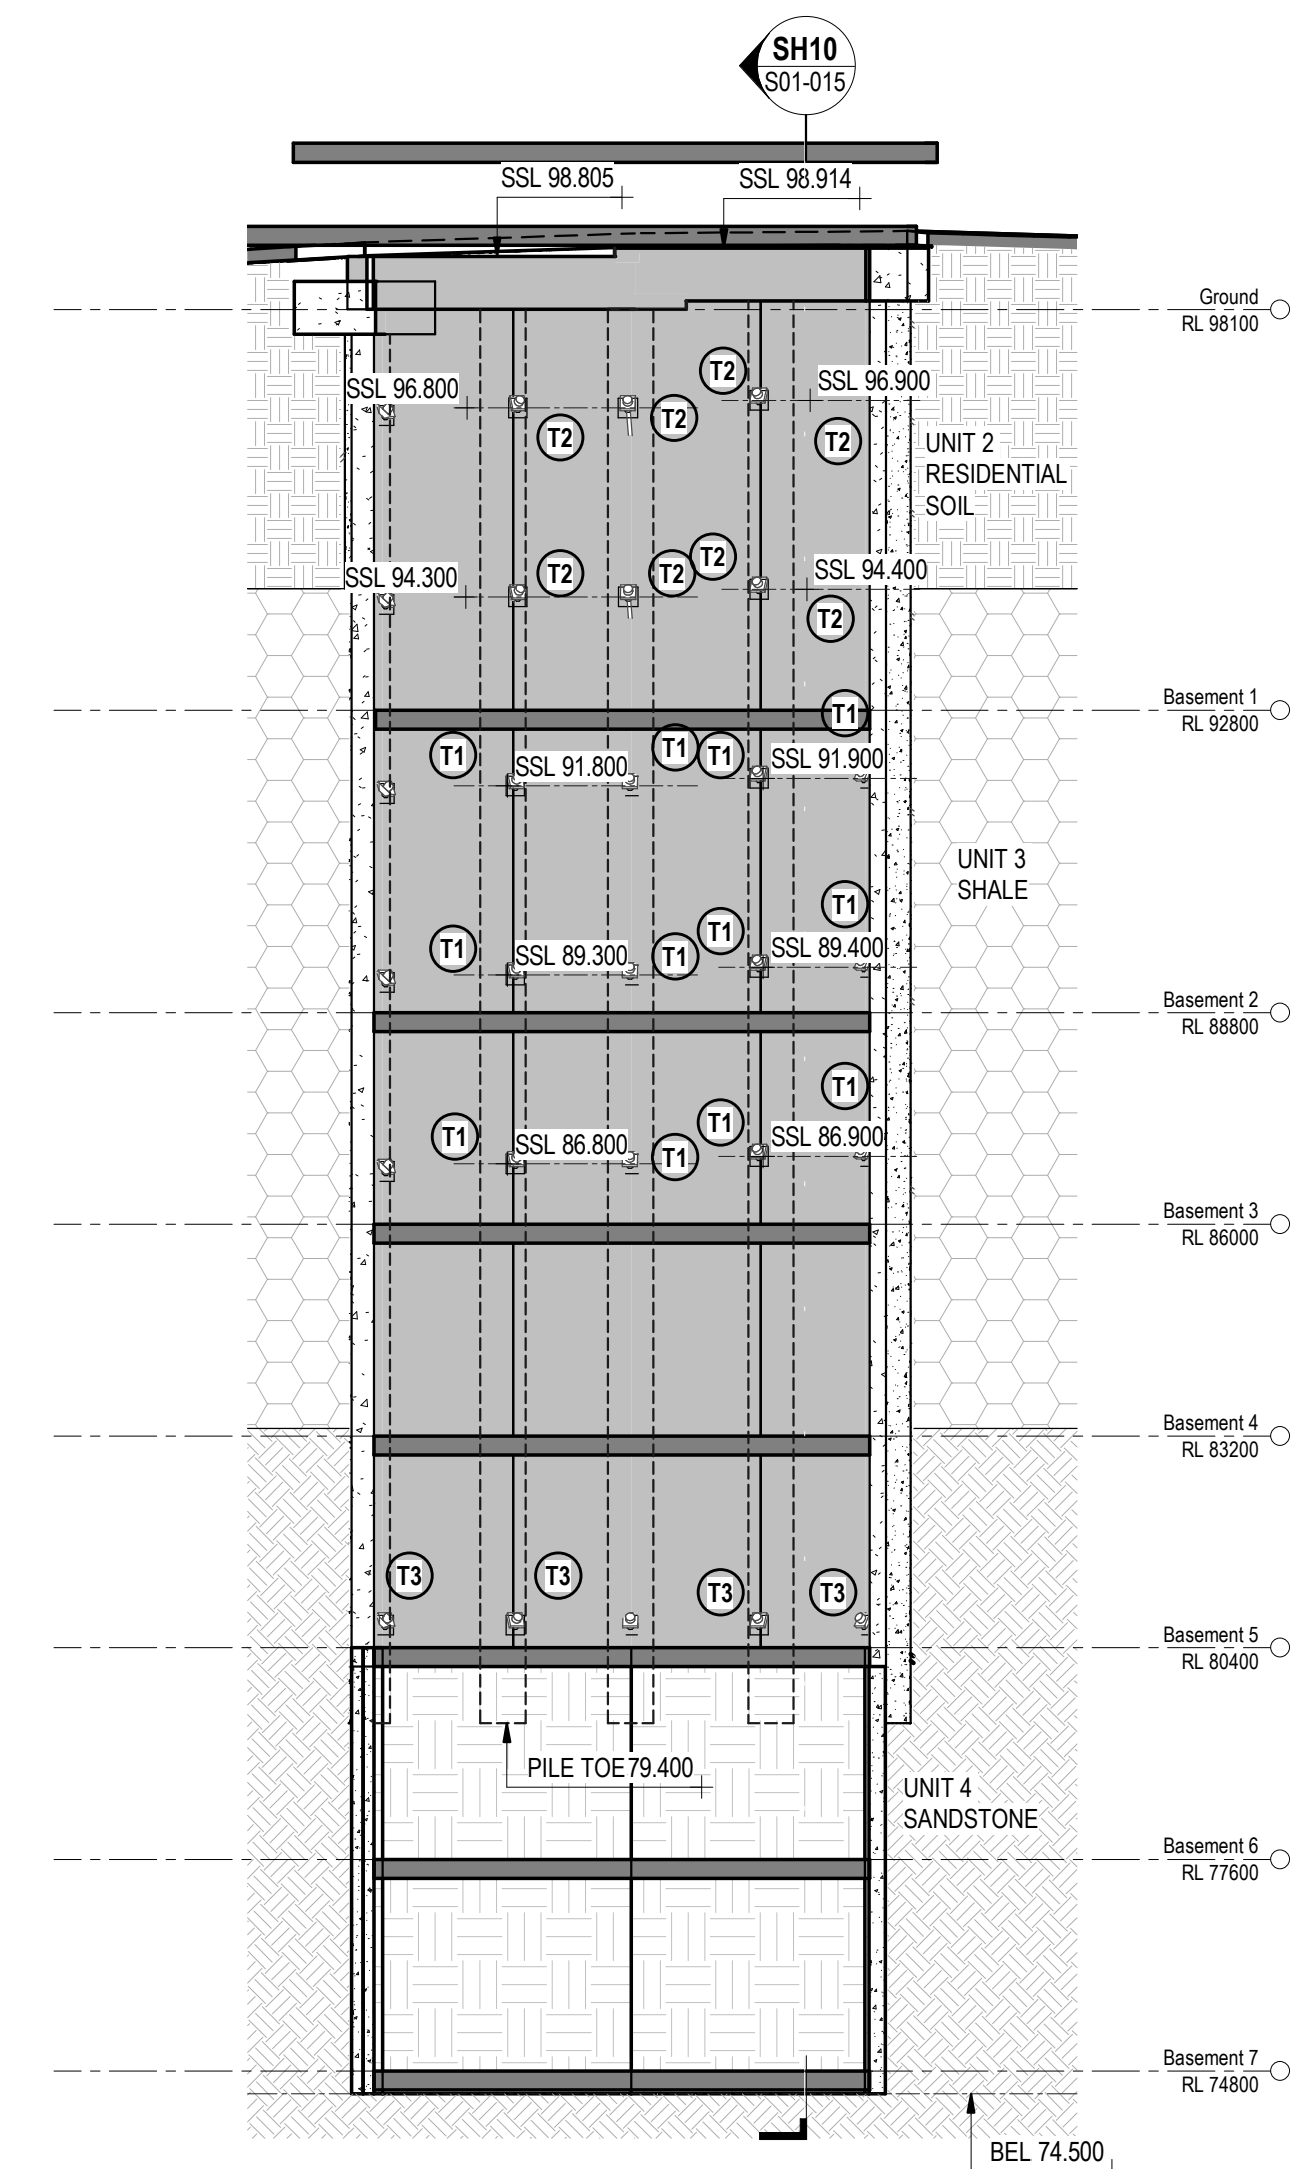 SH10
S01-015
SSL 98.805
SSL 98.914
Ground
RL 98100
T2
SSL 96.800
SSL 96.900
T2
T2
T2
UNIT 2
RESIDENTIAL
SOIL
T2
SSL 94.300
T2
T2
SSL 94.400
T2
Basement 1
RL 92800
T1
T1
T1
T1
SSL 91.800
SSL 91.900
UNIT 3
SHALE
T1
T1
T1
T1
SSL 89.300
SSL 89.400
Basement 2
RL 88800
T1
T1
T1
T1
SSL 86.800
SSL 86.900
Basement 3
RL 86000
Basement 4
RL 83200
T3
T3
T3
T3
Basement 5
RL 80400
PILE TOE 79.400
UNIT 4
SANDSTONE
Basement 6
RL 77600
Basement 7
RL 74800
BEL 74.500